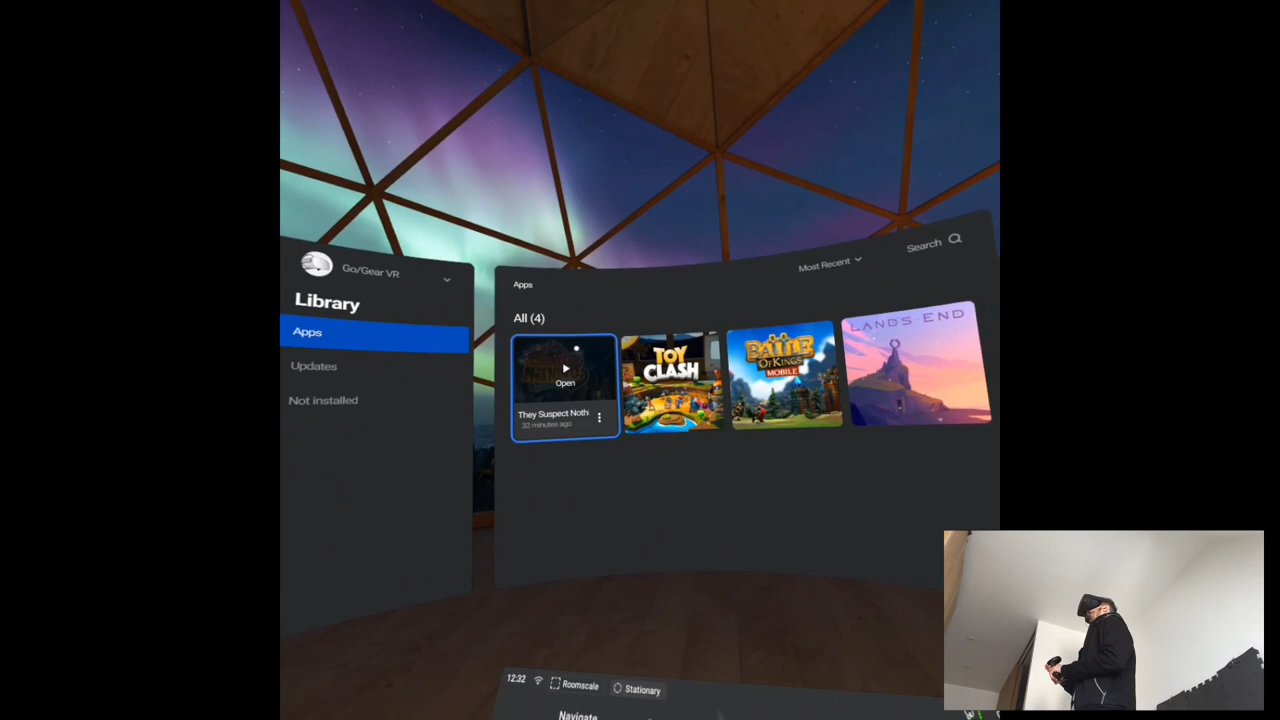 Go/Gear VR
Library
Apps
Updates
Not installed
Apps
Most Recent
Search
All (4)
Open
They Suspect Noth
32 minutes ago
TOY
CLASH
BATTLE
OF KINGS
MOBILE
LAND'S END
12:32
Roomscale
Stationary
Navigate